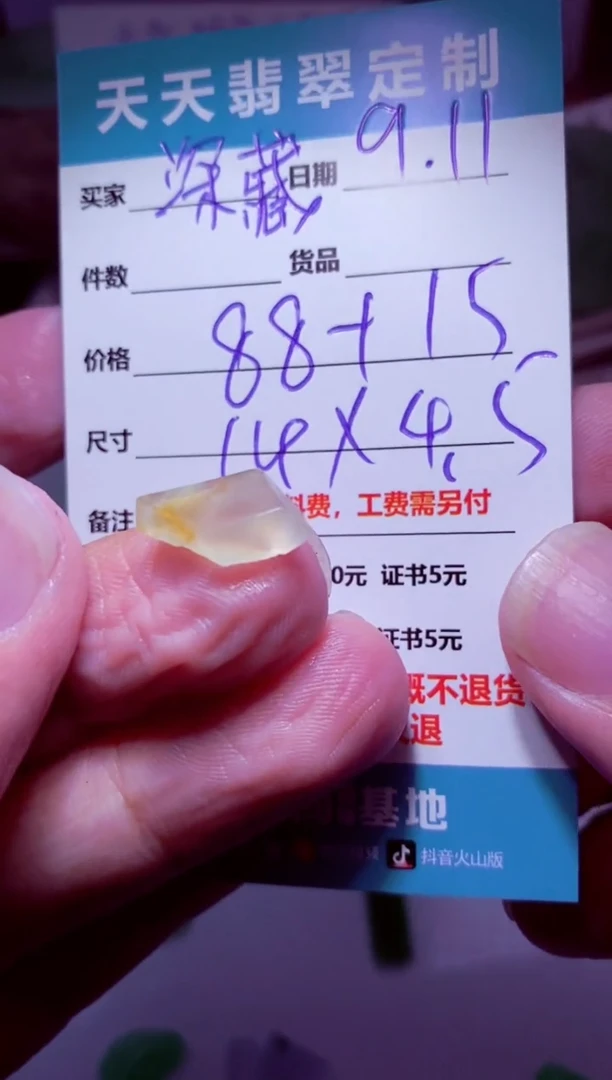 天天翡翠定制
买家 深藏 日期 9.11
件数 货品
价格 88+15
尺寸 14×4.5
备注 料费，工费需另付
0元 证书5元
证书5元
概不退货
退
基地
抖音火山版